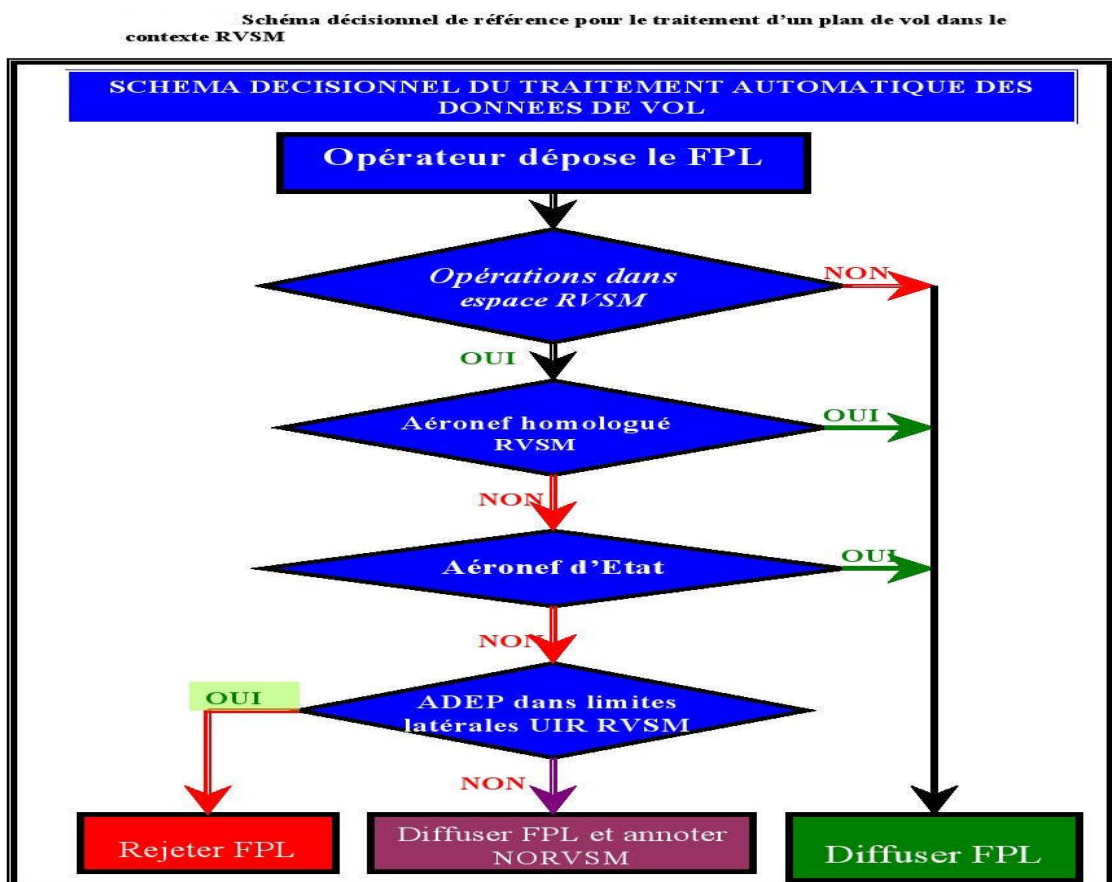 Schéma décisionnel de référence pour le traitement d'un plan de vol dans le
contexte RVSM
SCHEMA DECISIONNEL DU TRAITEMENT AUTOMATIQUE DES
DONNEES DE VOL
Opérateur dépose le FPL
Opérations dans
espace RVSM
NON
OUI
Aéronef homologué
RVSM
OUI
NON
Aéronef d'Etat
OUI
NON
ADEP dans limites
latérales UIR RVSM
OUI
NON
Rejeter FPL
Diffuser FPL et annoter
NORVSM
Diffuser FPL